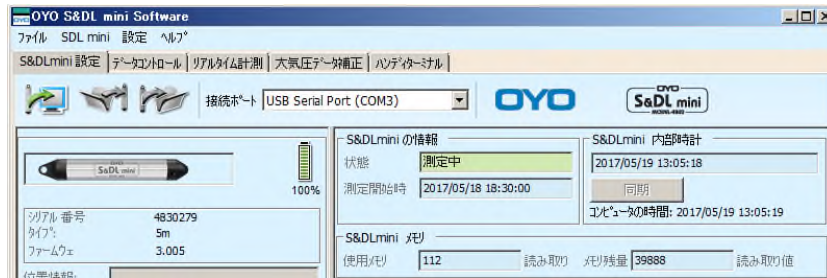 OYO S&DL mini Software
ファイル SDL mini 設定 ヘルプ
S&DLmini 設定 データコントロール リアルタイム計測 大気圧データ補正 ハンディターミナル
接続ポート USB Serial Port (COM3) OYO OYO S&DL mini
S&DLmini の情報
状態 測定中
測定開始時 2017/05/18 18:30:00
S&DLmini 内部時計
2017/05/19 13:05:18
同期
コンピュータの時間: 2017/05/19 13:05:19
S&DL mini
100%
シリアル 番号 4830279
タイプ: 5m
ファームウェ 3.005
位置情報:
S&DLmini メモリ
使用メモリ 112 読み取り メモリ残量 39888 読み取り値